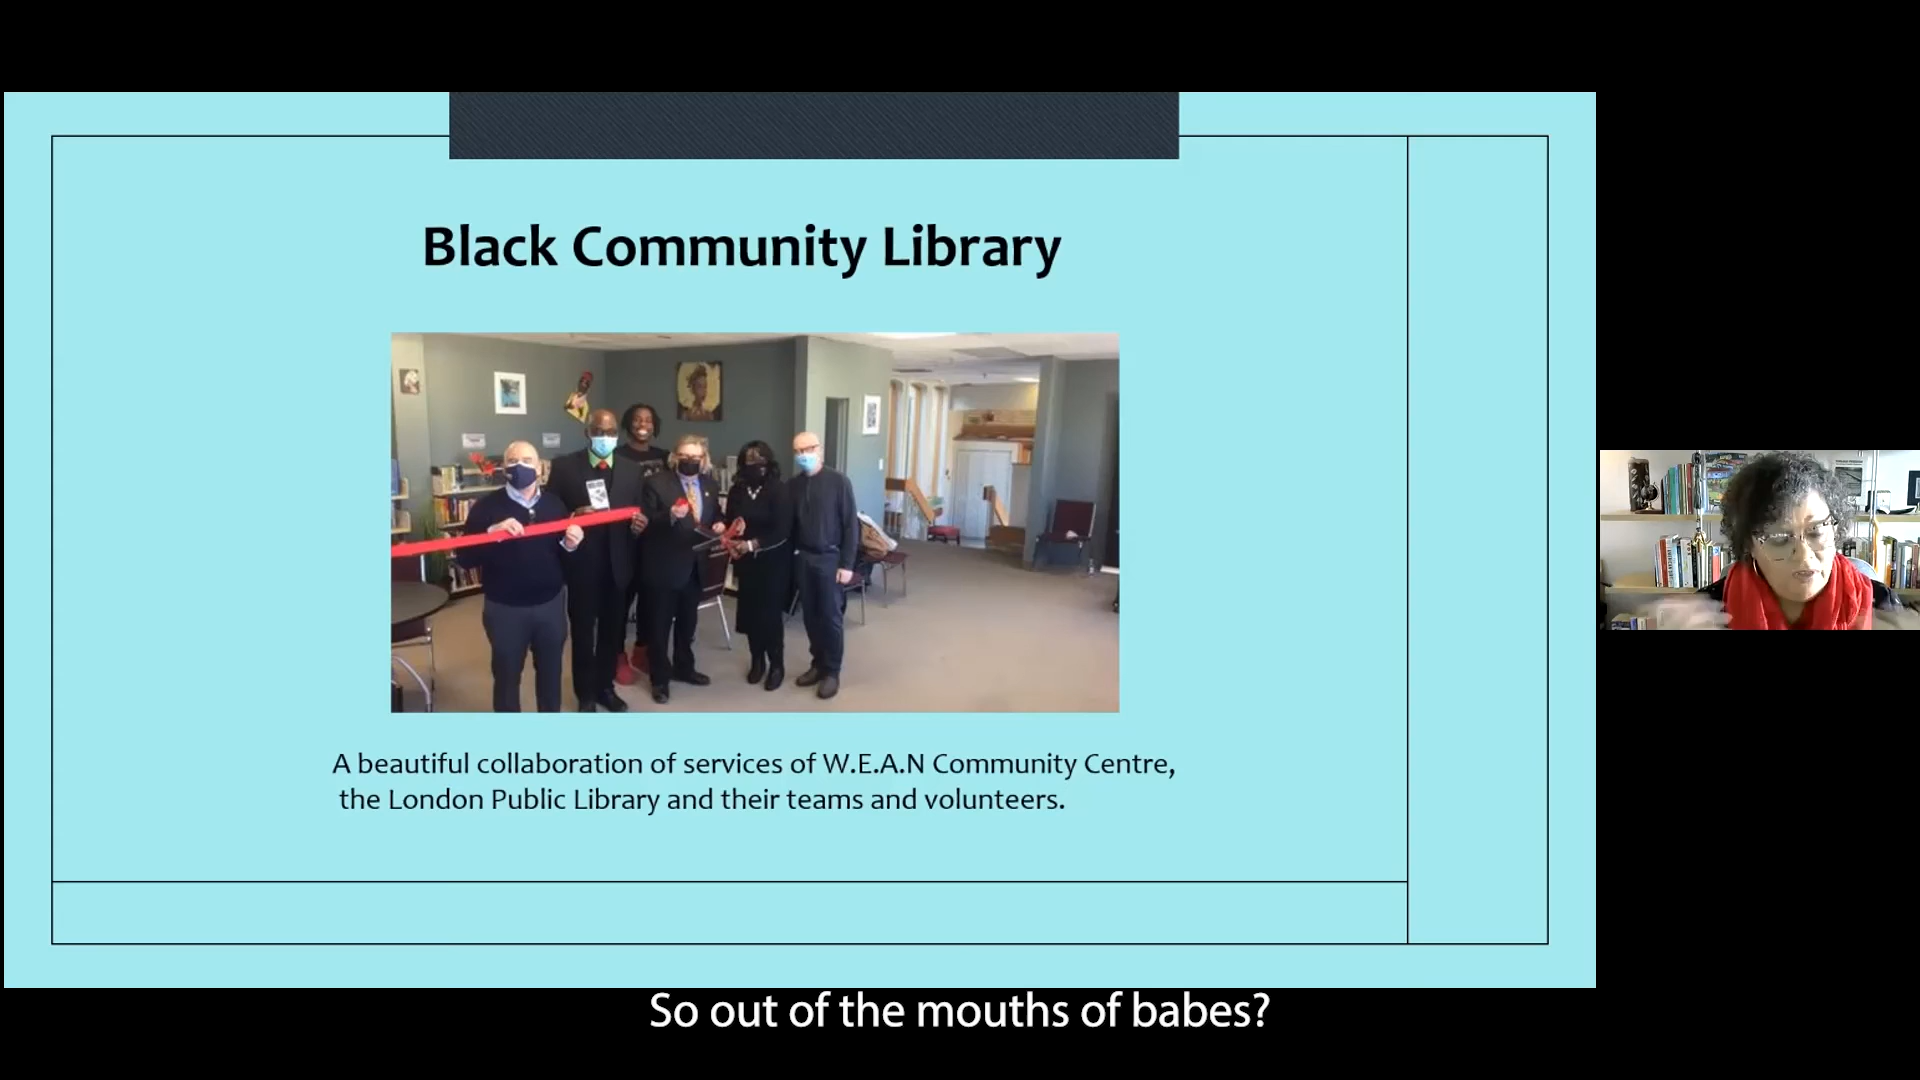 Black Community Library
A beautiful collaboration of services of W.E.A.N Community Centre,
the London Public Library and their teams and volunteers.
So out of the mouths of babes?